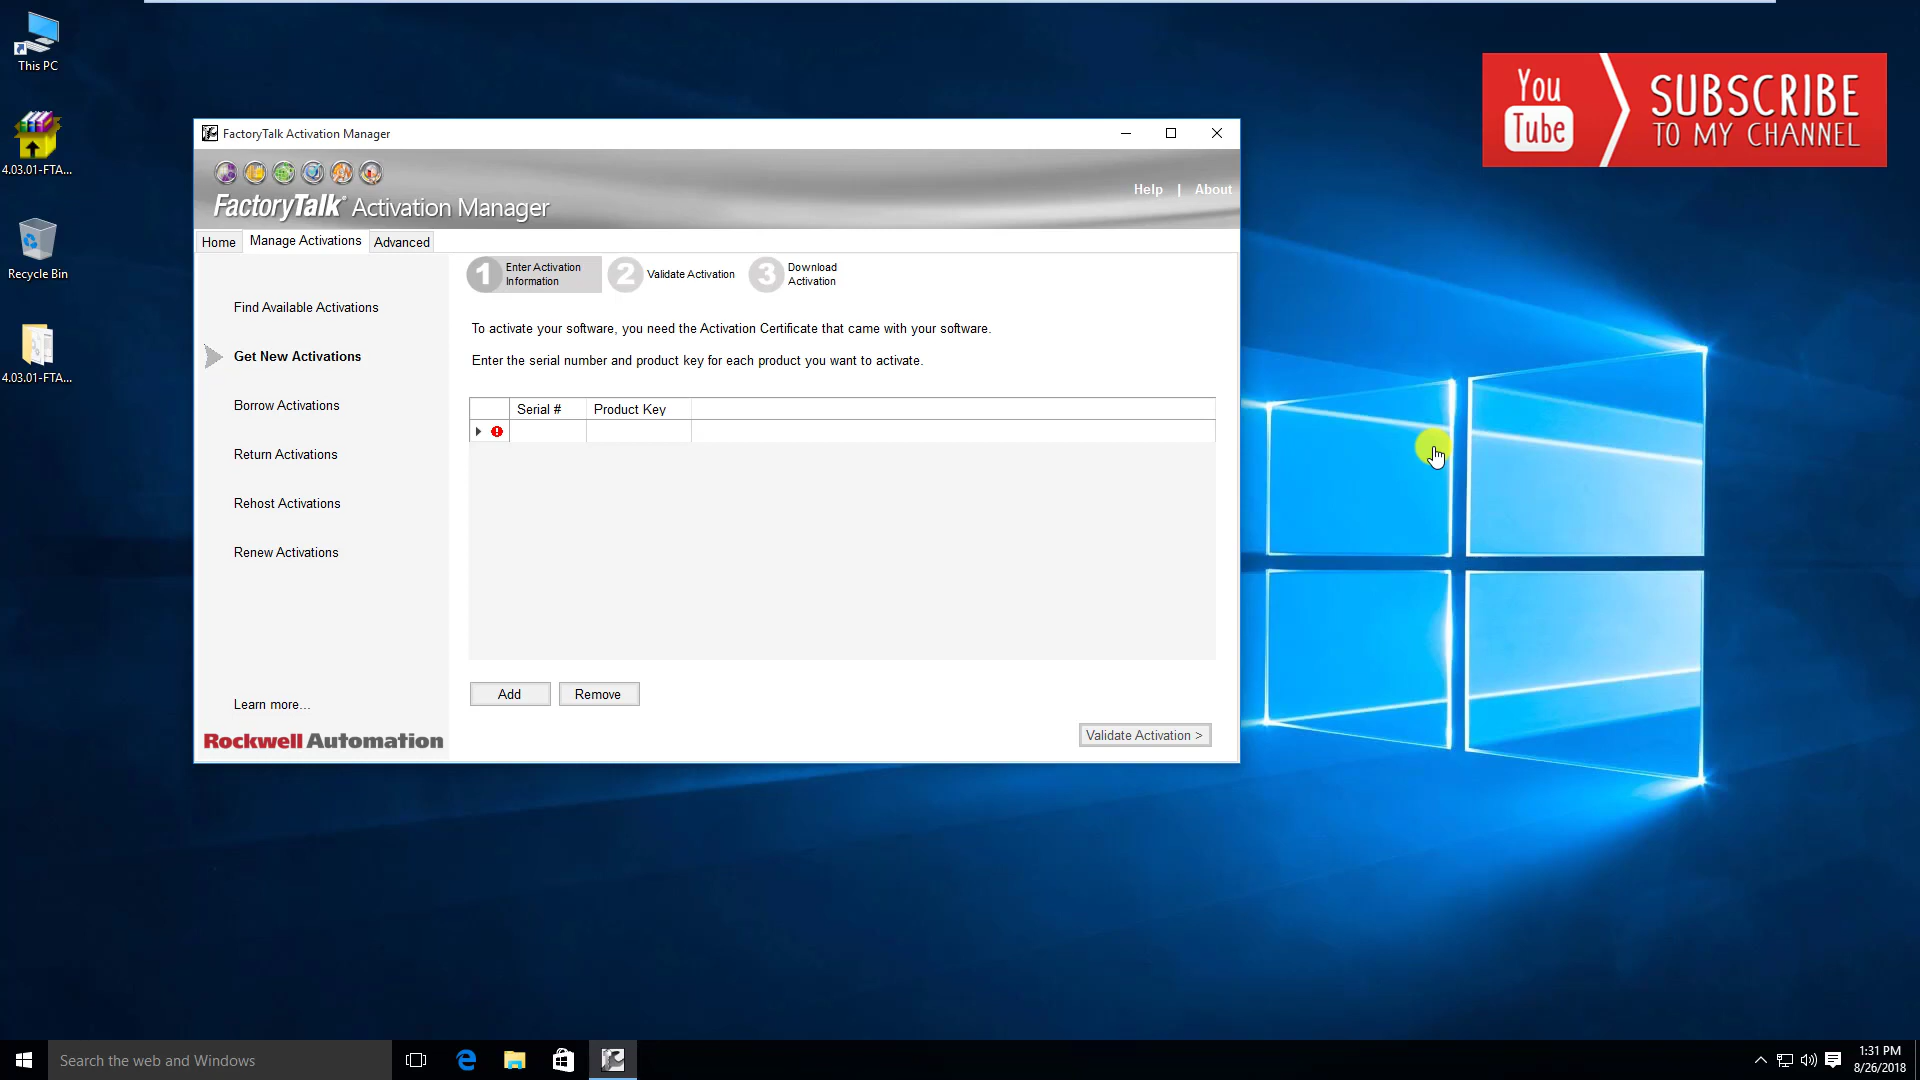 This PC
4.03.01-FTA...
Recycle Bin
4.03.01-FTA...
You
Tube
SUBSCRIBE
TO MY CHANNEL
FactoryTalk Activation Manager
FactoryTalk® Activation Manager
Help | About
Home
Manage Activations
Advanced
1
Enter Activation
Information
2
Validate Activation
3
Download
Activation
Find Available Activations
Get New Activations
Borrow Activations
Return Activations
Rehost Activations
Renew Activations
Learn more...
Rockwell Automation
To activate your software, you need the Activation Certificate that came with your software.
Enter the serial number and product key for each product you want to activate.
Serial #
Product Key
Add
Remove
Validate Activation >
Search the web and Windows
1:31 PM
8/26/2018